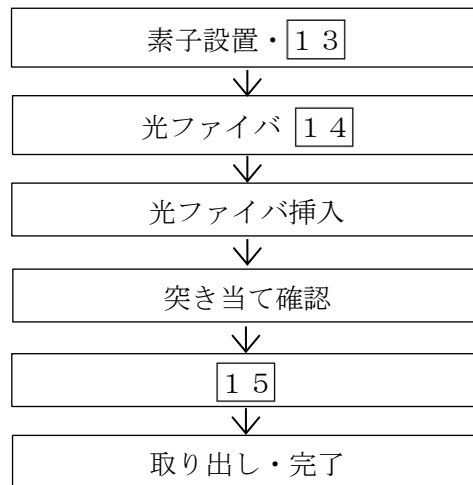 素子設置・１３
光ファイバ １４
光ファイバ挿入
突き当て確認
１５
取り出し・完了